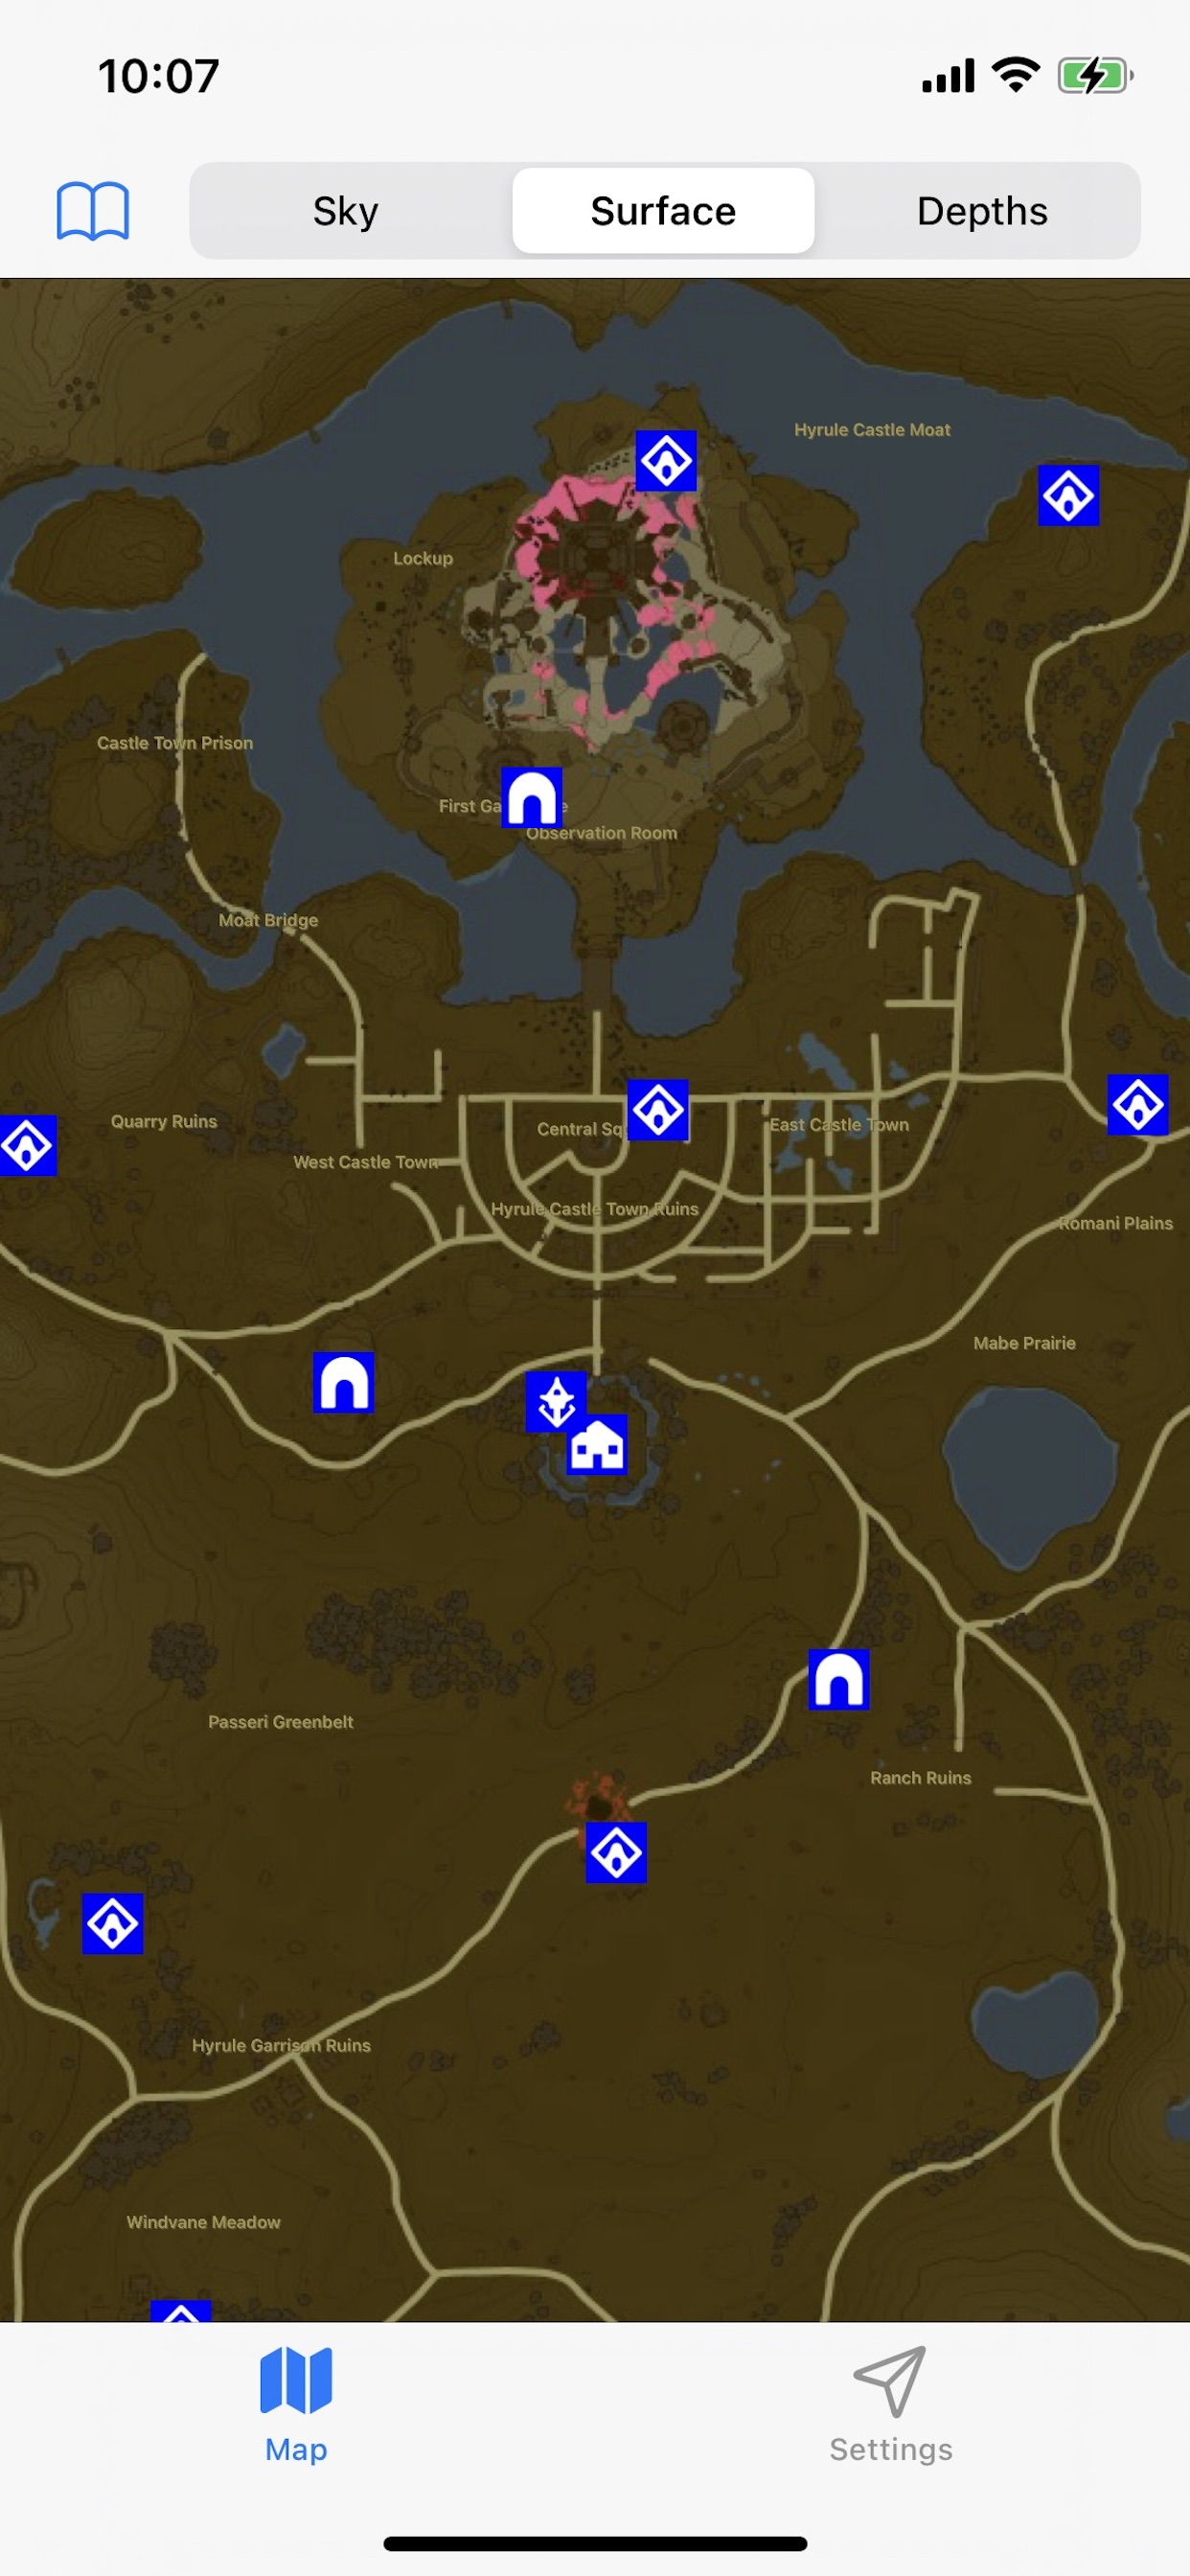 10:07
Sky
Surface
Depths
Hyrule Castle Moat
Lockup
Castle Town Prison
First Ga e
Observation Room
Moat Bridge
Quarry Ruins
Central Sq
East Castle Town
West Castle Town
Hyrule Castle Town Ruins
Romani Plains
Mabe Prairie
Passeri Greenbelt
Ranch Ruins
Hyrule Garrison Ruins
Windvane Meadow
Map
Settings